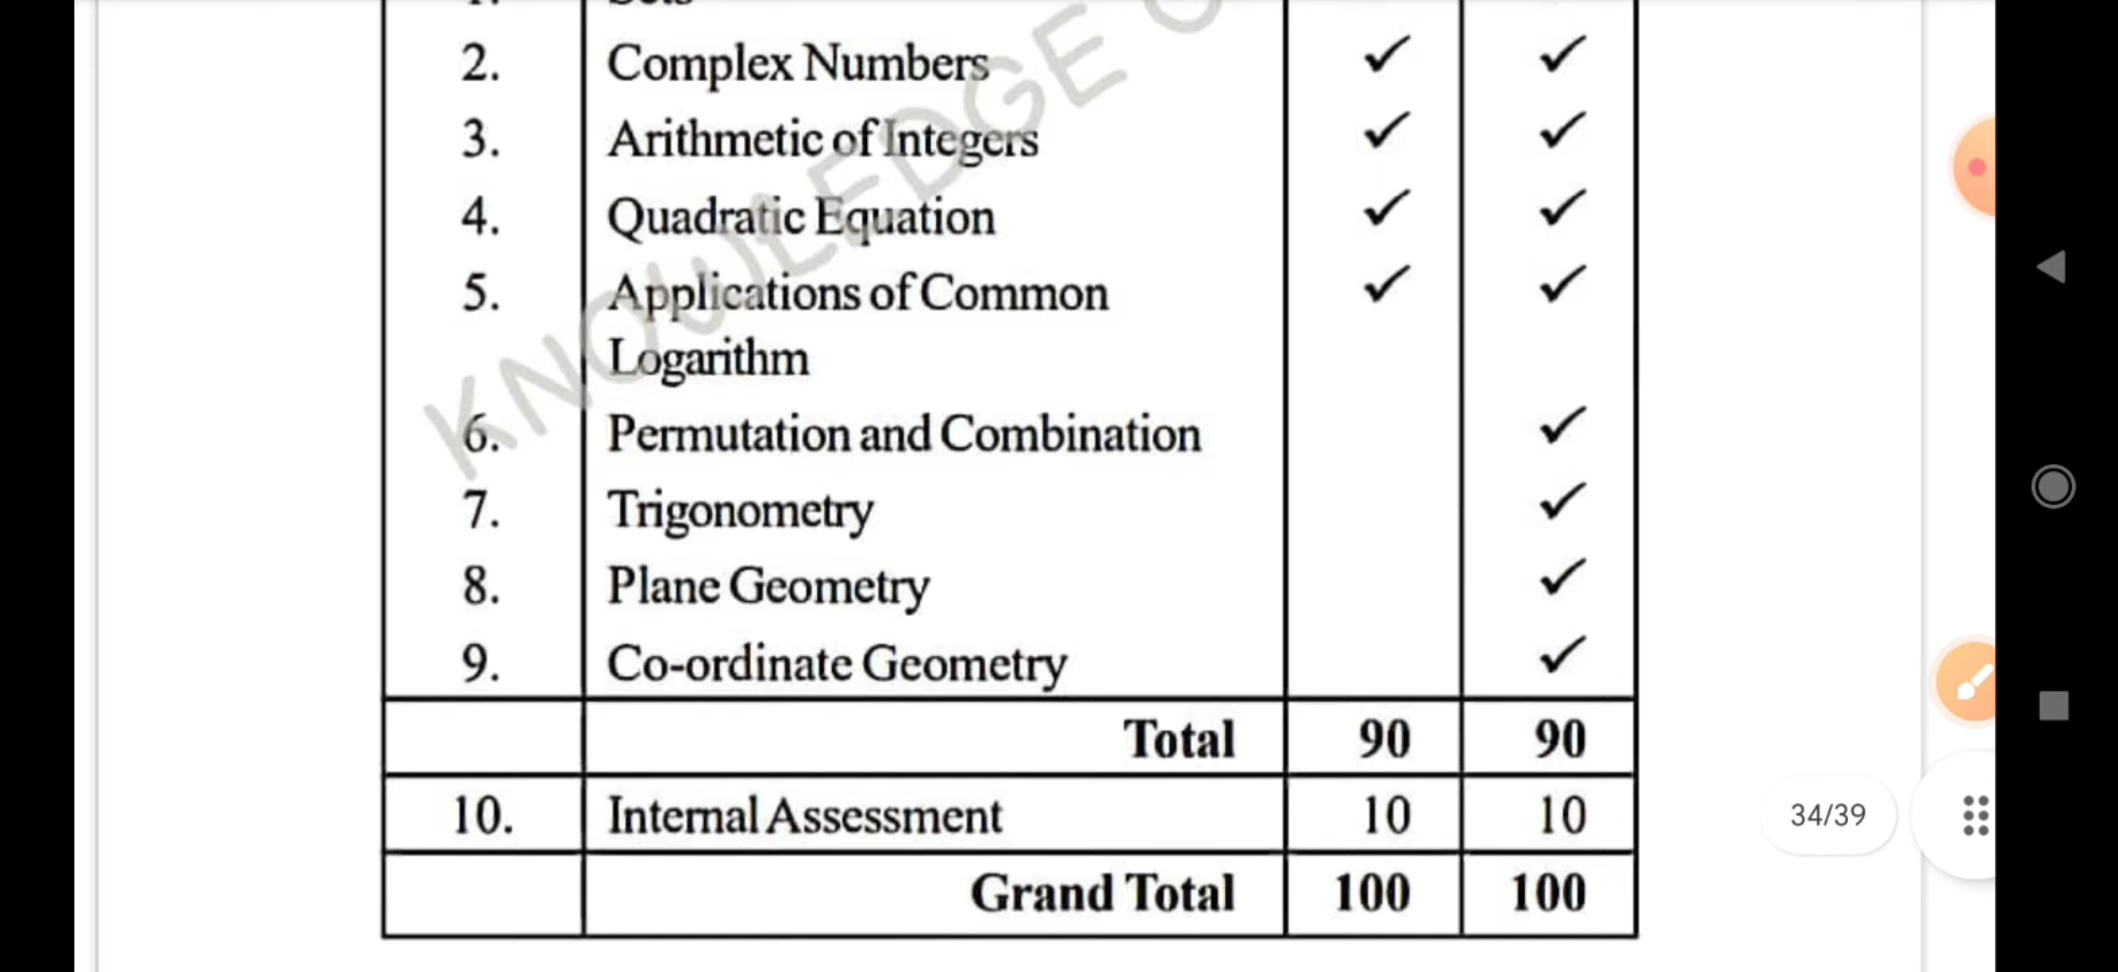 2. Complex Numbers ✓ ✓
3. Arithmetic of Integers ✓ ✓
4. Quadratic Equation ✓ ✓
5. Applications of Common ✓ ✓
Logarithm
6. Permutation and Combination ✓
7. Trigonometry ✓
8. Plane Geometry ✓
9. Co-ordinate Geometry ✓
Total 90 90
10. Internal Assessment 10 10
Grand Total 100 100
KNOWLEDGE
34/39